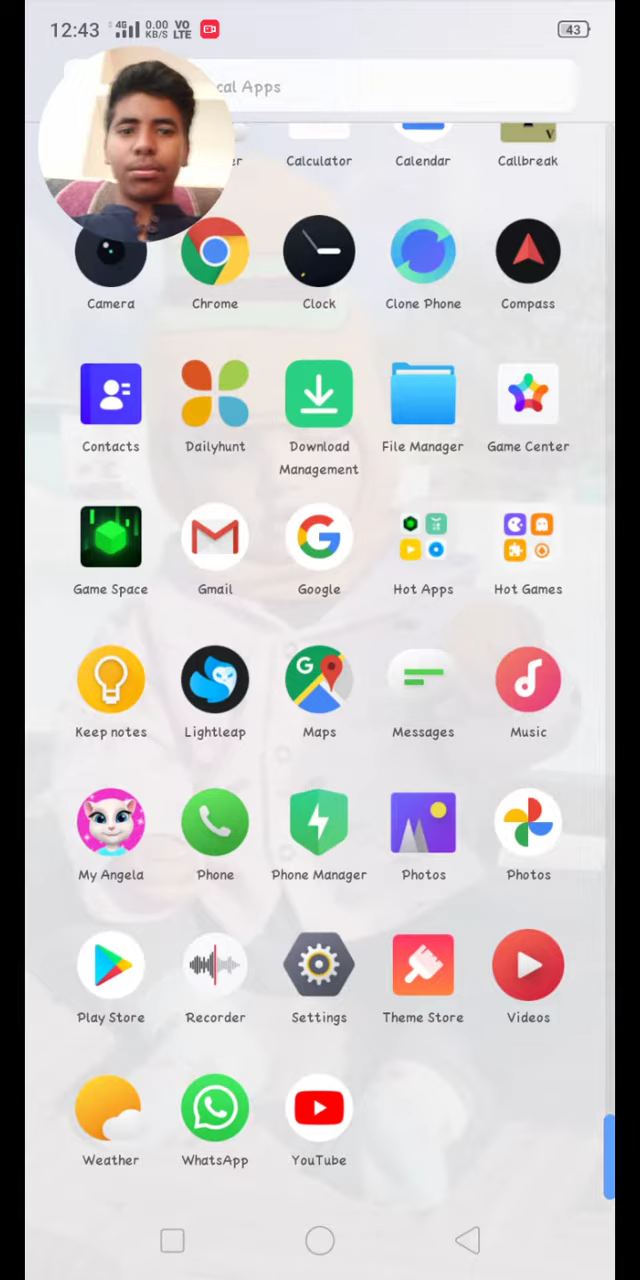 12:43 4G 0.00 KB/S VO LTE 43
cal Apps
er Calculator Calendar Callbreak
Camera Chrome Clock Clone Phone Compass
Contacts Dailyhunt Download Management File Manager Game Center
Game Space Gmail Google Hot Apps Hot Games
Keep notes Lightleap Maps Messages Music
My Angela Phone Phone Manager Photos Photos
Play Store Recorder Settings Theme Store Videos
Weather WhatsApp YouTube